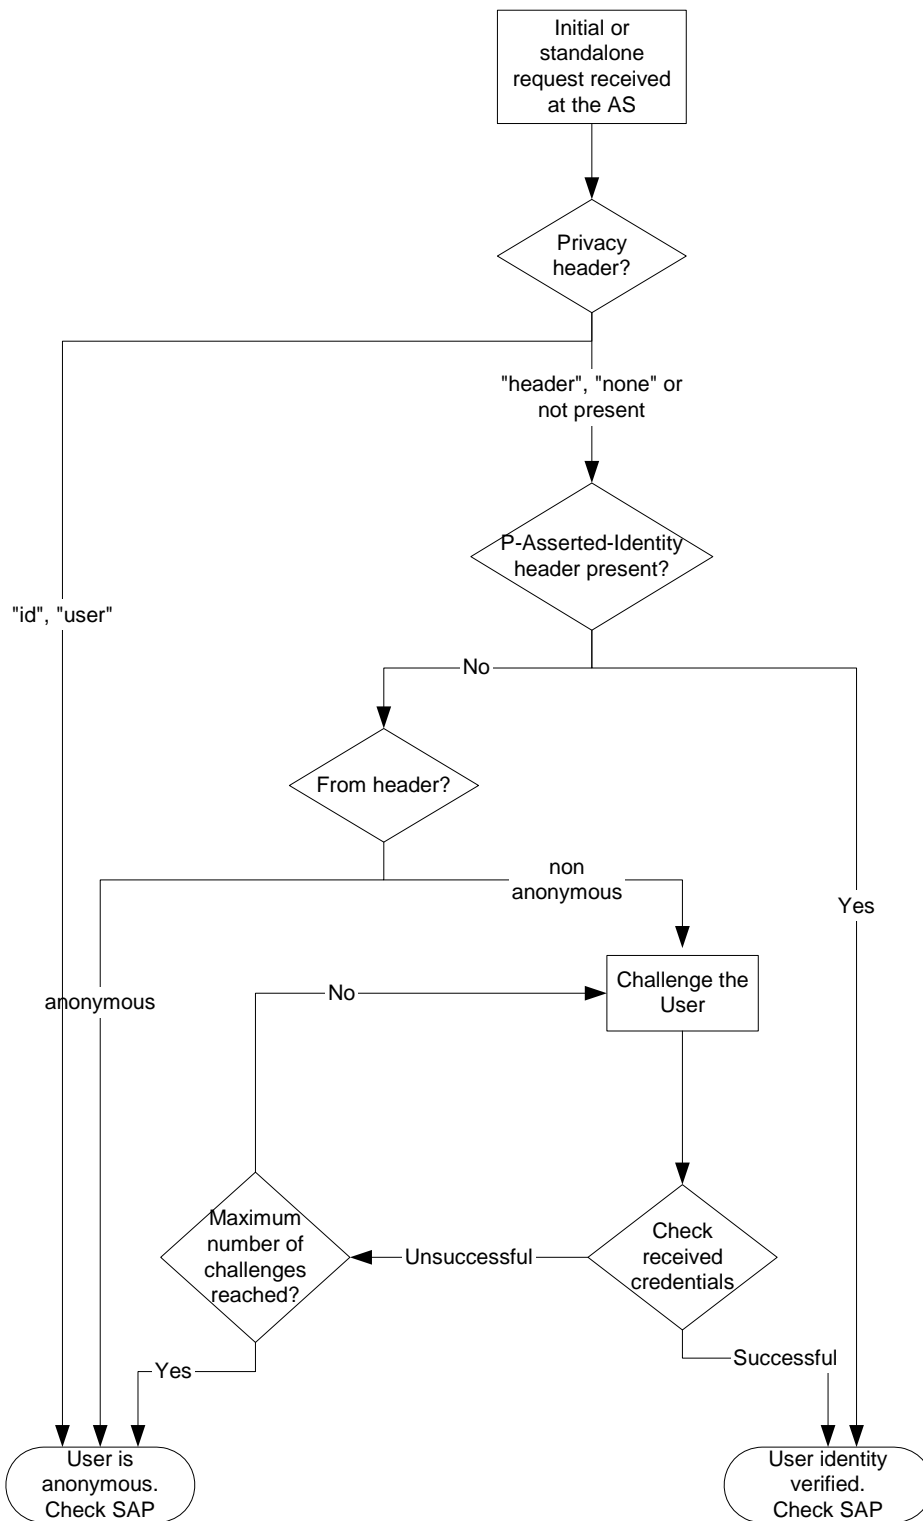 Initial or
standalone
request received
at the AS
Privacy
header?
"header", "none" or
not present
P-Asserted-Identity
header present?
"id", "user"
No
From header?
non
anonymous
Yes
Challenge the
User
No
anonymous
Maximum
number of
challenges
reached?
Unsuccessful
Check
received
credentials
Yes
Successful
User is
anonymous.
Check SAP
User identity
verified.
Check SAP